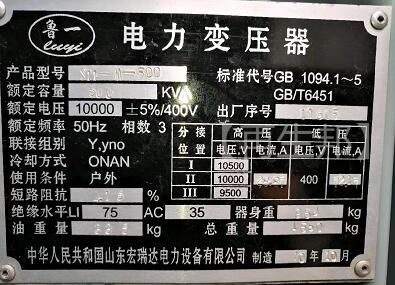 鲁一
luyi
电力变压器
产品型号
标准代号GB 1094.1~5
额定容量 KVA
GB/T6451
额定电压 10000 ±5%/400V
出厂序号
额定频率 50Hz 相数 3
联接组别 Y,yno
冷却方式 ONAN
使用条件 户外
短路阻抗 %
分接位置 高压 低压
电压,V 电流,A 电压,V 电流,A
I 10500
II 10000 400
III 9500
绝缘水平LI 75 AC 35 器身重 kg
油重 kg 总重量 kg
中华人民共和国山东宏瑞达电力设备有限公司 制造 年 月